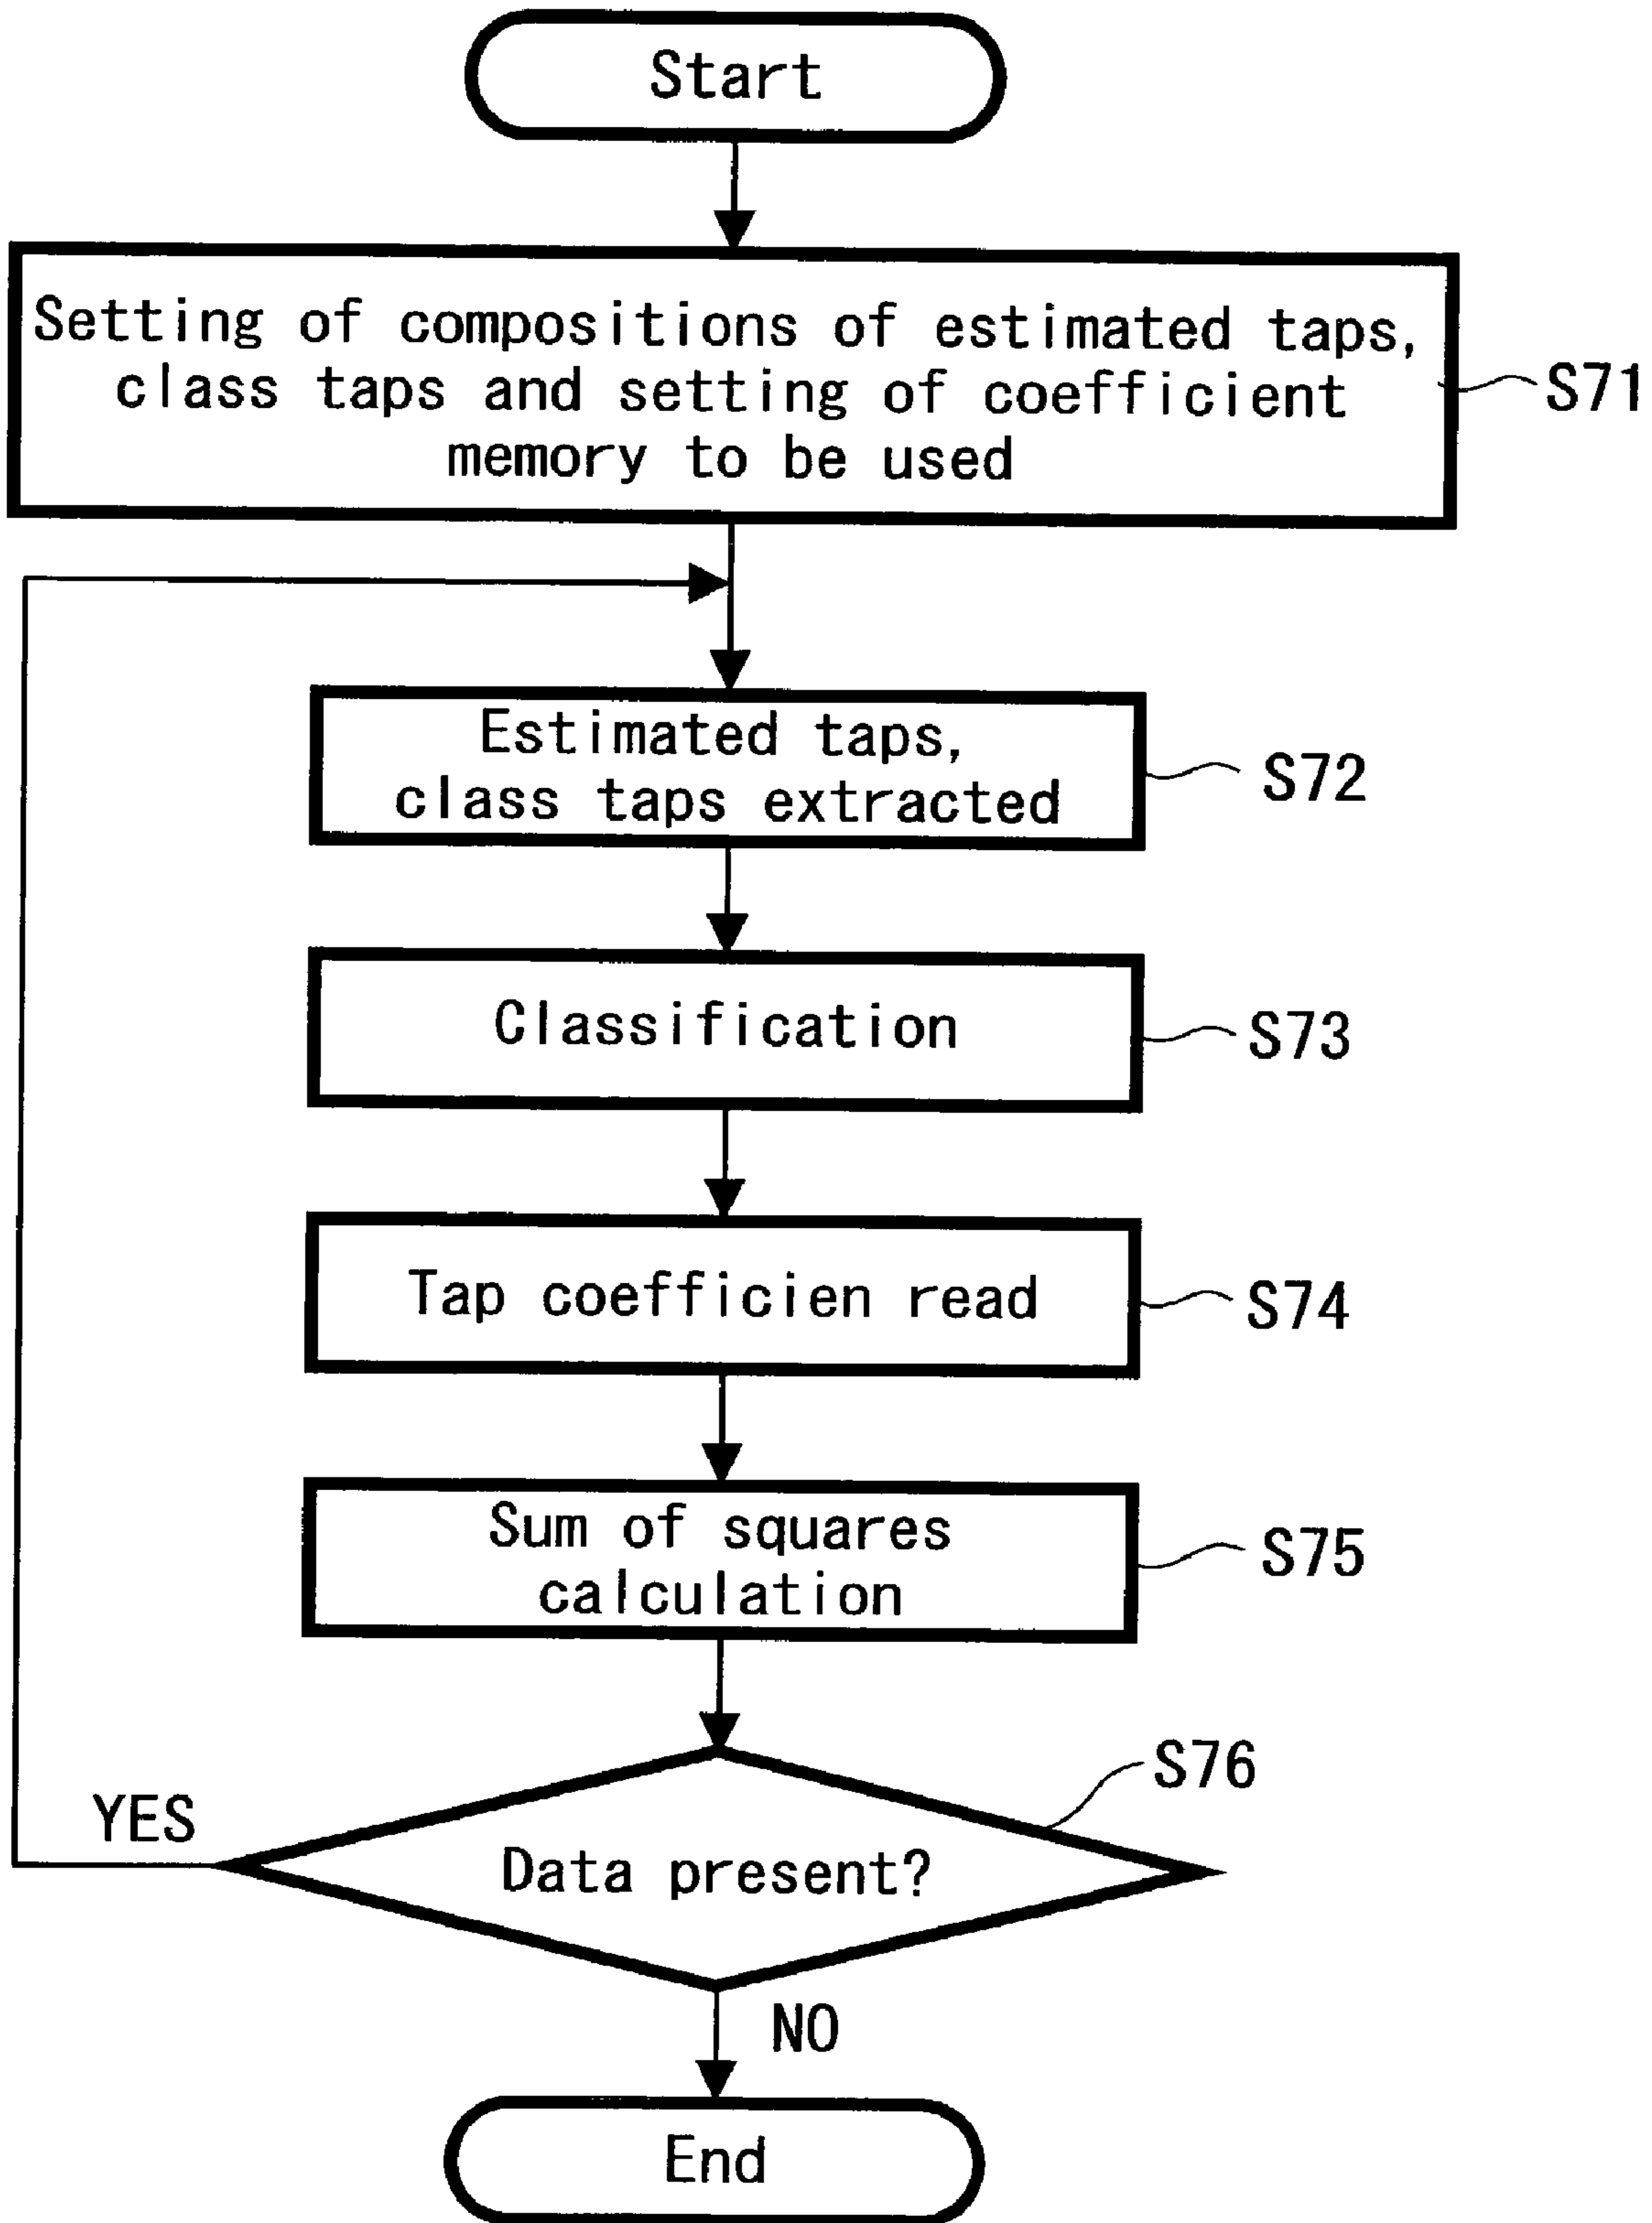 Start
Setting of compositions of estimated taps,
class taps and setting of coefficient
memory to be used
S71
Estimated taps,
class taps extracted
S72
Classification
S73
Tap coefficien read
S74
Sum of squares
calculation
S75
S76
YES
Data present?
NO
End